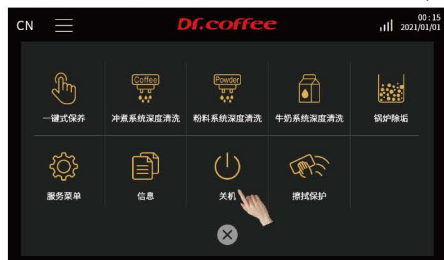 CN
Dr.coffee
00:15
2021/01/01
Coffee
Powder
一键式保养
冲煮系统深度清洗
粉料系统深度清洗
牛奶系统深度清洗
锅炉除垢
服务菜单
信息
关机
擦拭保护